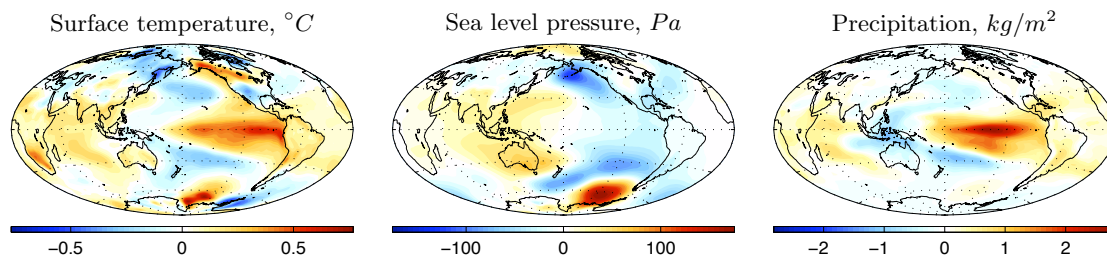 Surface temperature, °C
Sea level pressure, Pa
Precipitation, kg/m²
−0.5 0 0.5
−100 0 100
−2 −1 0 1 2